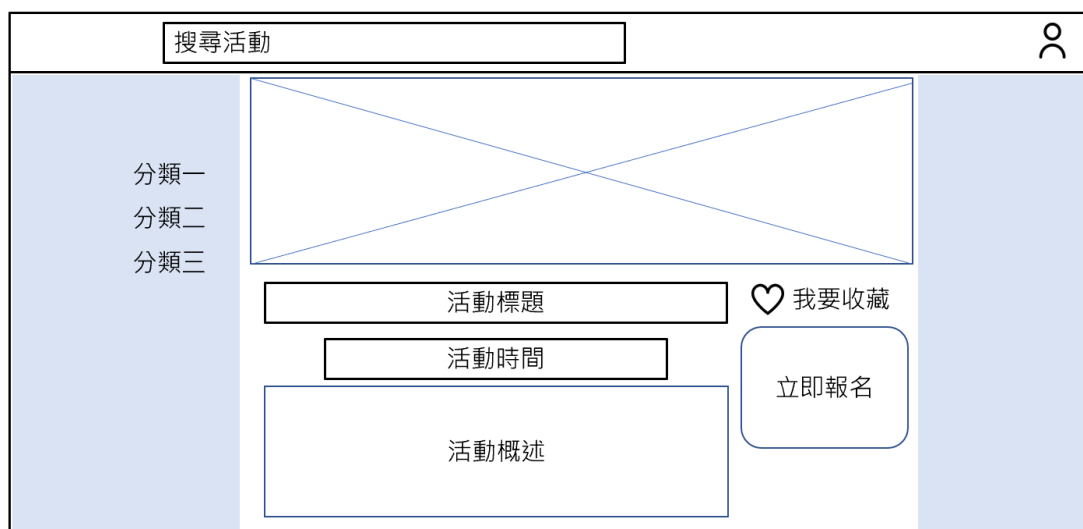 搜尋活動
分類一
分類二
分類三
活動標題
我要收藏
活動時間
立即報名
活動概述